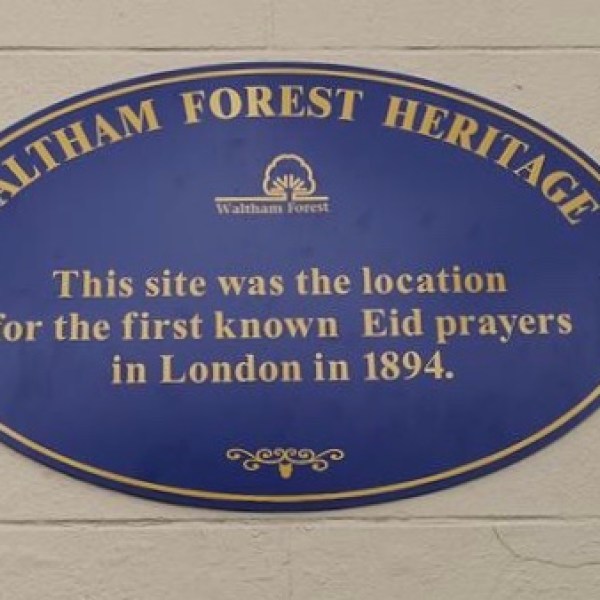 WALTHAM FOREST HERITAGE
Waltham Forest
This site was the location
for the first known Eid prayers
in London in 1894.